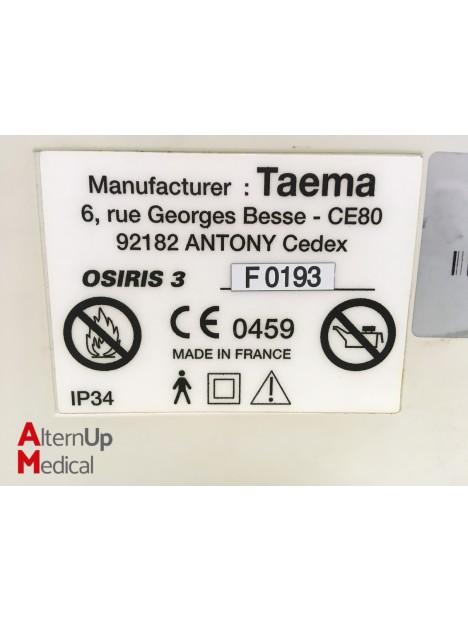 Manufacturer : Taema
6, rue Georges Besse - CE80
92182 ANTONY Cedex
OSIRIS 3 F 0193
CE 0459
MADE IN FRANCE
IP34
AlternUp
Medical
AM